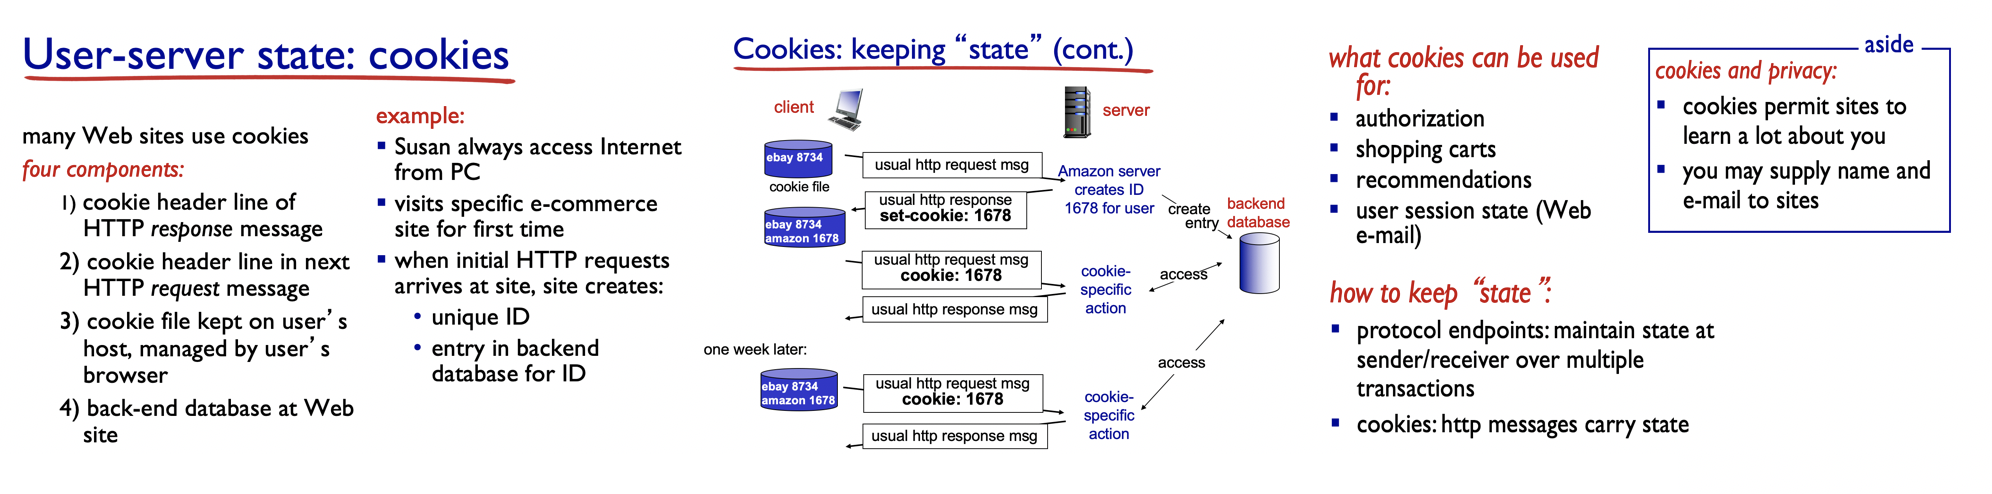 User-server state: cookies
many Web sites use cookies
four components:
1) cookie header line of
HTTP response message
2) cookie header line in next
HTTP request message
3) cookie file kept on user’s
host, managed by user’s
browser
4) back-end database at Web
site
example:
▪ Susan always access Internet
from PC
▪ visits specific e-commerce
site for first time
▪ when initial HTTP requests
arrives at site, site creates:
• unique ID
• entry in backend
database for ID
Cookies: keeping “state” (cont.)
client
server
ebay 8734
cookie file
usual http request msg
Amazon server
creates ID
1678 for user
usual http response
set-cookie: 1678
ebay 8734
amazon 1678
create
entry
backend
database
usual http request msg
cookie: 1678
cookie-
specific
action
access
usual http response msg
one week later:
access
ebay 8734
amazon 1678
usual http request msg
cookie: 1678
cookie-
specific
action
usual http response msg
what cookies can be used
for:
▪ authorization
▪ shopping carts
▪ recommendations
▪ user session state (Web
e-mail)
how to keep “state”:
▪ protocol endpoints: maintain state at
sender/receiver over multiple
transactions
▪ cookies: http messages carry state
aside
cookies and privacy:
▪ cookies permit sites to
learn a lot about you
▪ you may supply name and
e-mail to sites